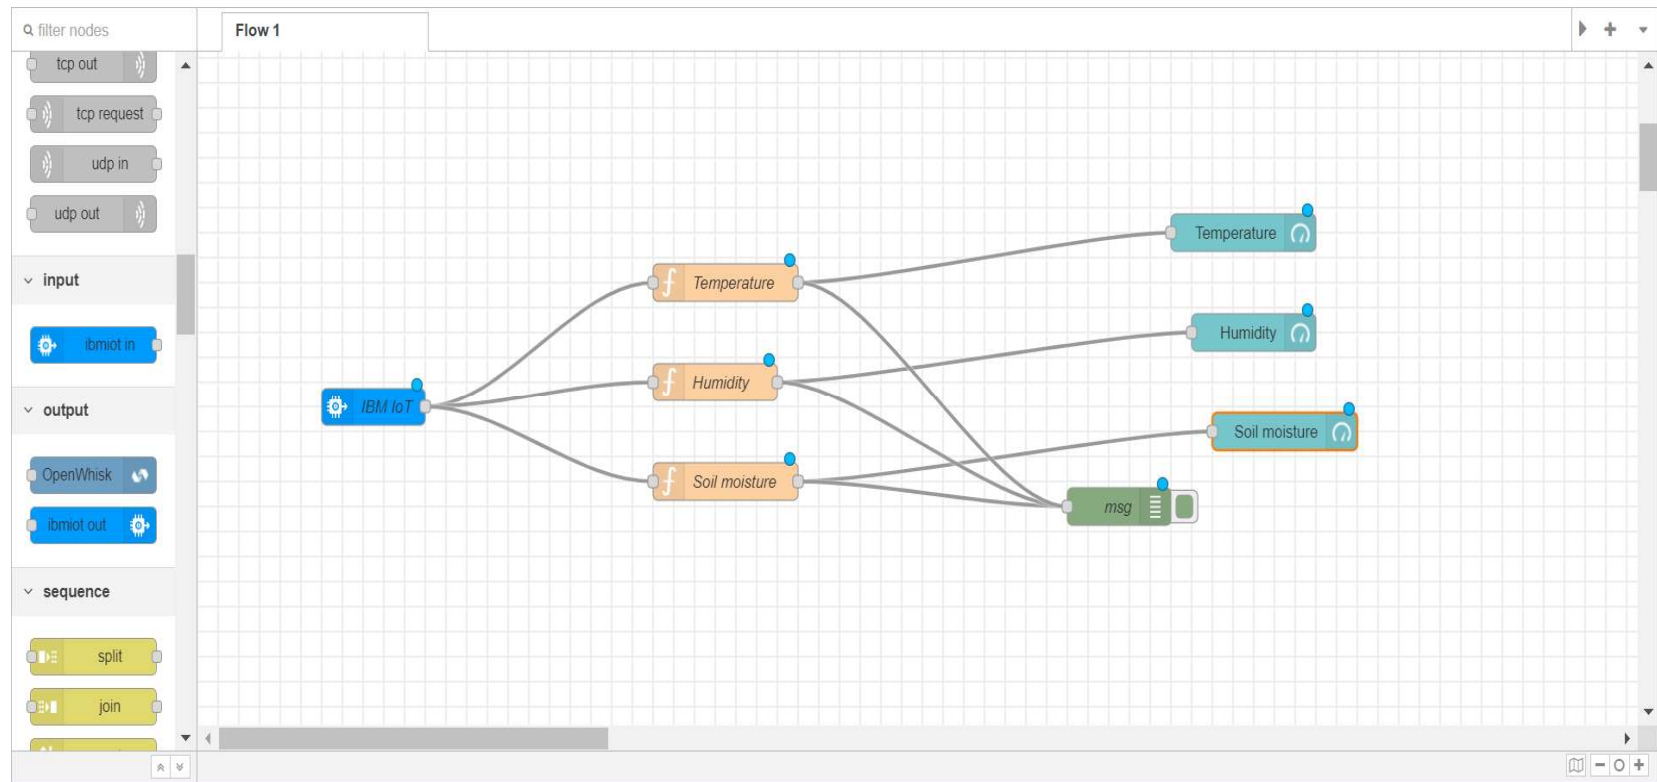 filter nodes
Flow 1
tcp out
tcp request
udp in
udp out
input
ibmiot in
output
OpenWhisk
ibmiot out
sequence
split
join
IBM IoT
Temperature
Humidity
Soil moisture
Temperature
Humidity
Soil moisture
msg